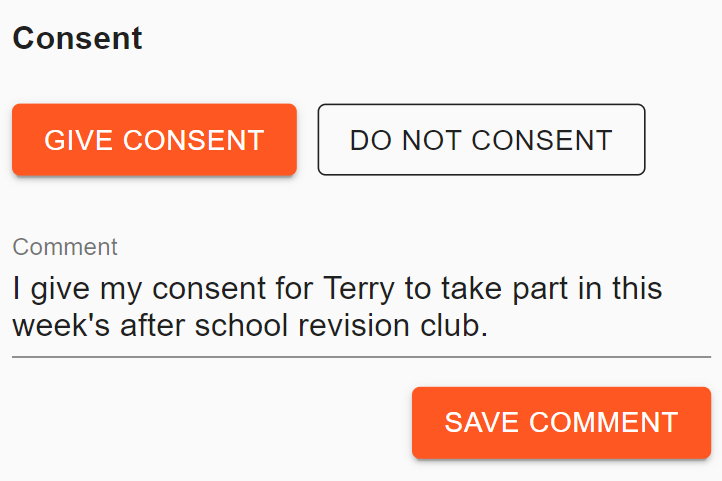 Consent
GIVE CONSENT
DO NOT CONSENT
Comment
I give my consent for Terry to take part in this
week's after school revision club.
SAVE COMMENT